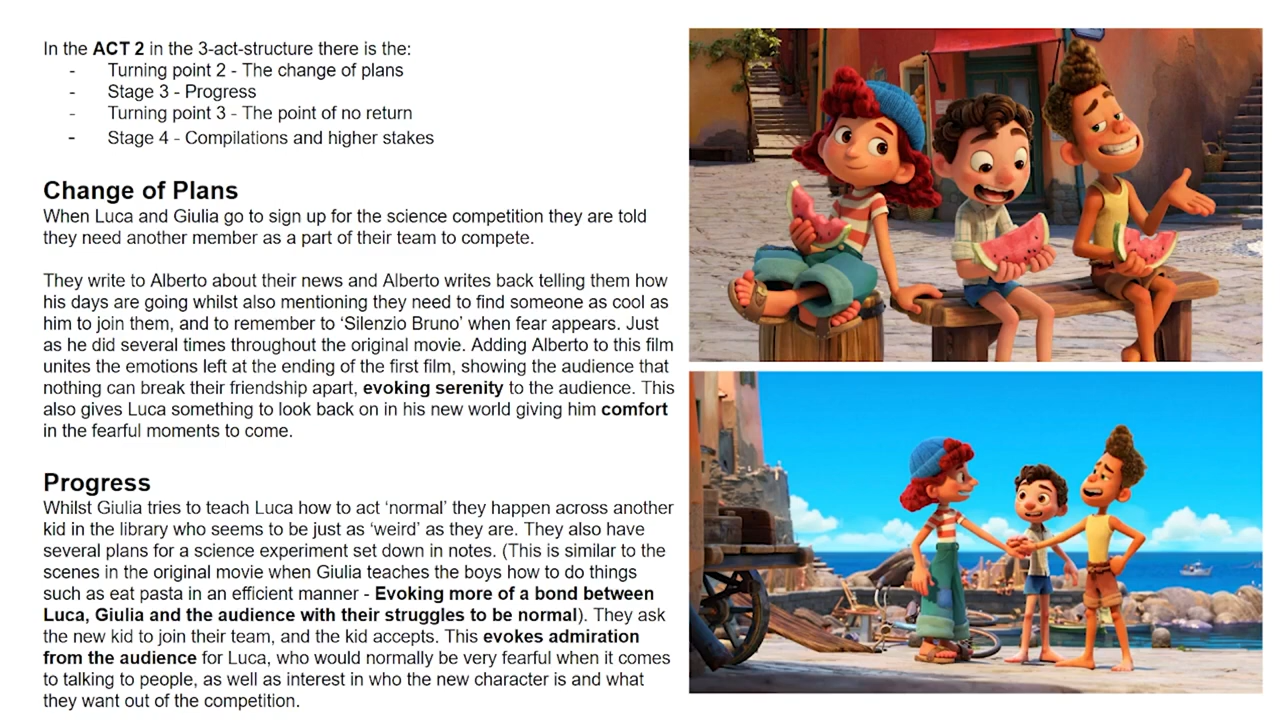 In the ACT 2 in the 3-act-structure there is the:
- Turning point 2 - The change of plans
- Stage 3 - Progress
- Turning point 3 - The point of no return
- Stage 4 - Compilations and higher stakes
Change of Plans
When Luca and Giulia go to sign up for the science competition they are told
they need another member as a part of their team to compete.
They write to Alberto about their news and Alberto writes back telling them how
his days are going whilst also mentioning they need to find someone as cool as
him to join them, and to remember to ‘Silenzio Bruno’ when fear appears. Just
as he did several times throughout the original movie. Adding Alberto to this film
unites the emotions left at the ending of the first film, showing the audience that
nothing can break their friendship apart, evoking serenity to the audience. This
also gives Luca something to look back on in his new world giving him comfort
in the fearful moments to come.
Progress
Whilst Giulia tries to teach Luca how to act ‘normal’ they happen across another
kid in the library who seems to be just as ‘weird’ as they are. They also have
several plans for a science experiment set down in notes. (This is similar to the
scenes in the original movie when Giulia teaches the boys how to do things
such as eat pasta in an efficient manner - Evoking more of a bond between
Luca, Giulia and the audience with their struggles to be normal). They ask
the new kid to join their team, and the kid accepts. This evokes admiration
from the audience for Luca, who would normally be very fearful when it comes
to talking to people, as well as interest in who the new character is and what
they want out of the competition.